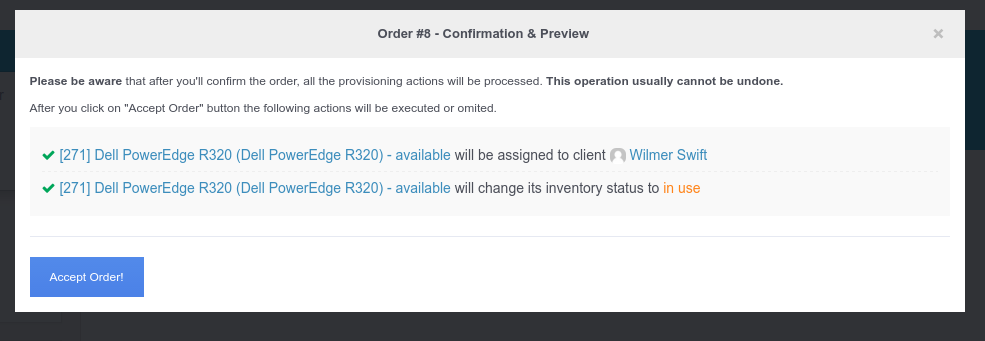 Order #8 - Confirmation & Preview
Please be aware that after you'll confirm the order, all the provisioning actions will be processed. This operation usually cannot be undone.
After you click on "Accept Order" button the following actions will be executed or omitted.
[271] Dell PowerEdge R320 (Dell PowerEdge R320) - available will be assigned to client Wilmer Swift
[271] Dell PowerEdge R320 (Dell PowerEdge R320) - available will change its inventory status to in use
Accept Order!